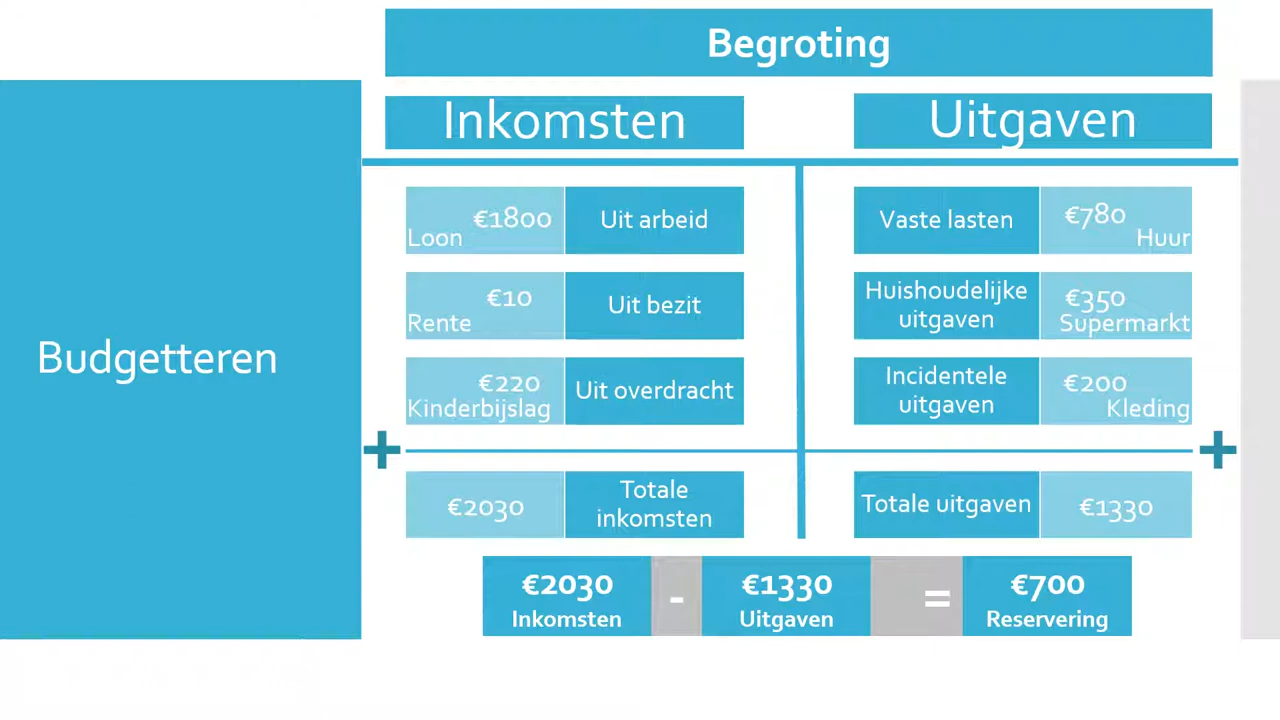 Begroting
Inkomsten
Uitgaven
Budgetteren
€1800
Loon
Uit arbeid
Vaste lasten
€780
Huur
€10
Rente
Uit bezit
Huishoudelijke
uitgaven
€350
Supermarkt
€220
Kinderbijslag
Uit overdracht
Incidentele
uitgaven
€200
Kleding
+
+
€2030
Totale
inkomsten
Totale uitgaven
€1330
€2030
Inkomsten
-
€1330
Uitgaven
=
€700
Reservering